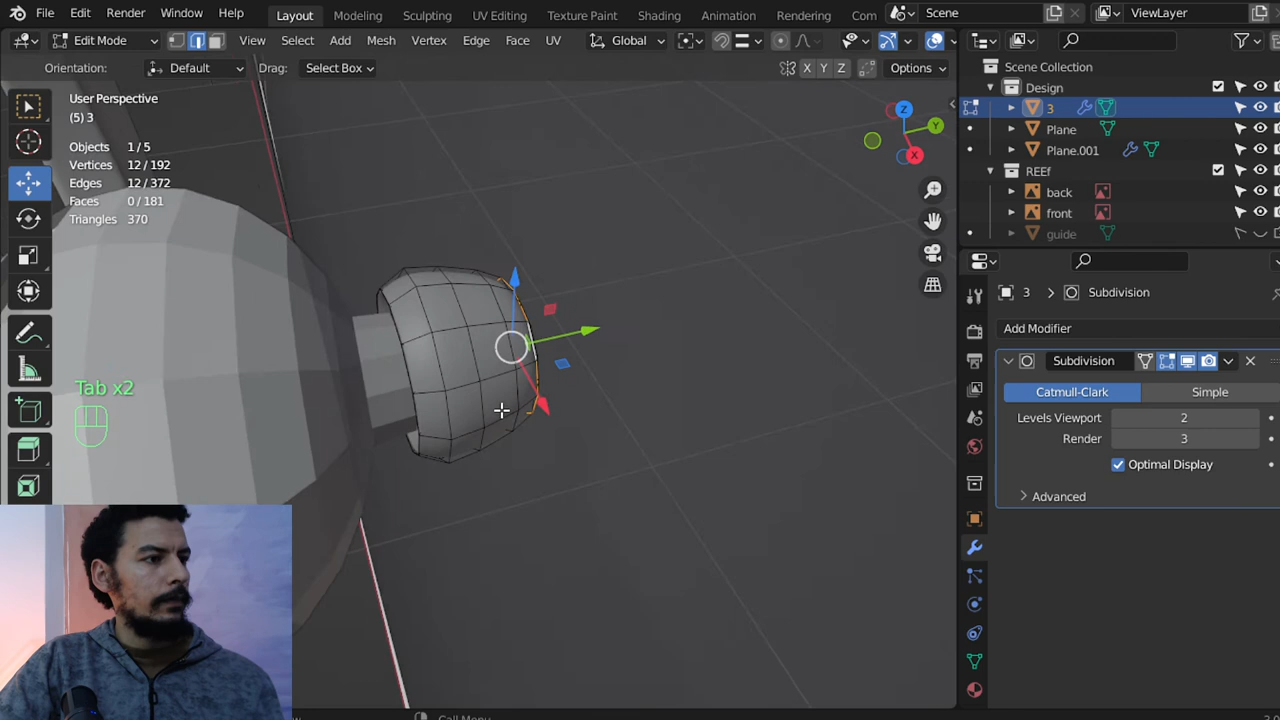 File Edit Render Window Help Layout Modeling Sculpting UV Editing Texture Paint Shading Animation Rendering Com Scene ViewLayer
Edit Mode View Select Add Mesh Vertex Edge Face UV Global
Orientation: Default Drag: Select Box X Y Z Options
User Perspective
(5) 3
Objects 1/5
Vertices 12/192
Edges 12/372
Faces 0/181
Triangles 370
Z
Y
X
Tab x2
Scene Collection
Design
3
Plane
Plane.001
REEf
back
front
guide
3 Subdivision
Add Modifier
Subdivision
Catmull-Clark Simple
Levels Viewport 2
Render 3
Optimal Display
Advanced